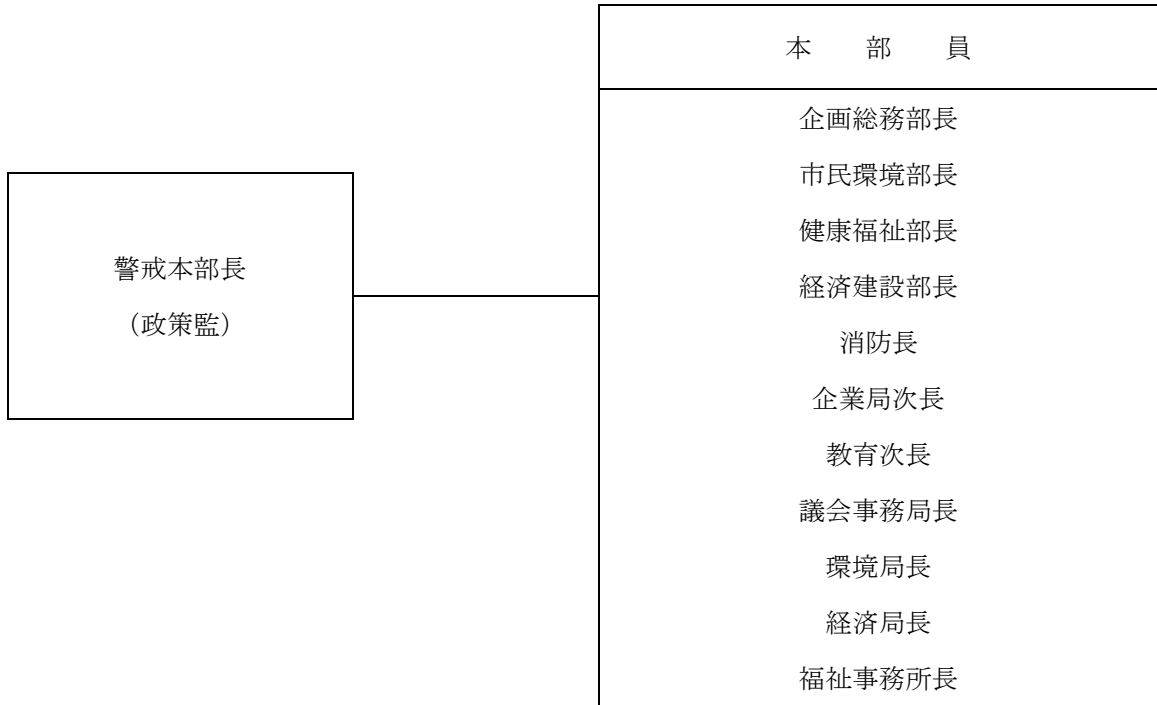 本部員
企画総務部長
市民環境部長
健康福祉部長
経済建設部長
消防長
企業局次長
教育次長
議会事務局長
環境局長
経済局長
福祉事務所長
警戒本部長
（政策監）